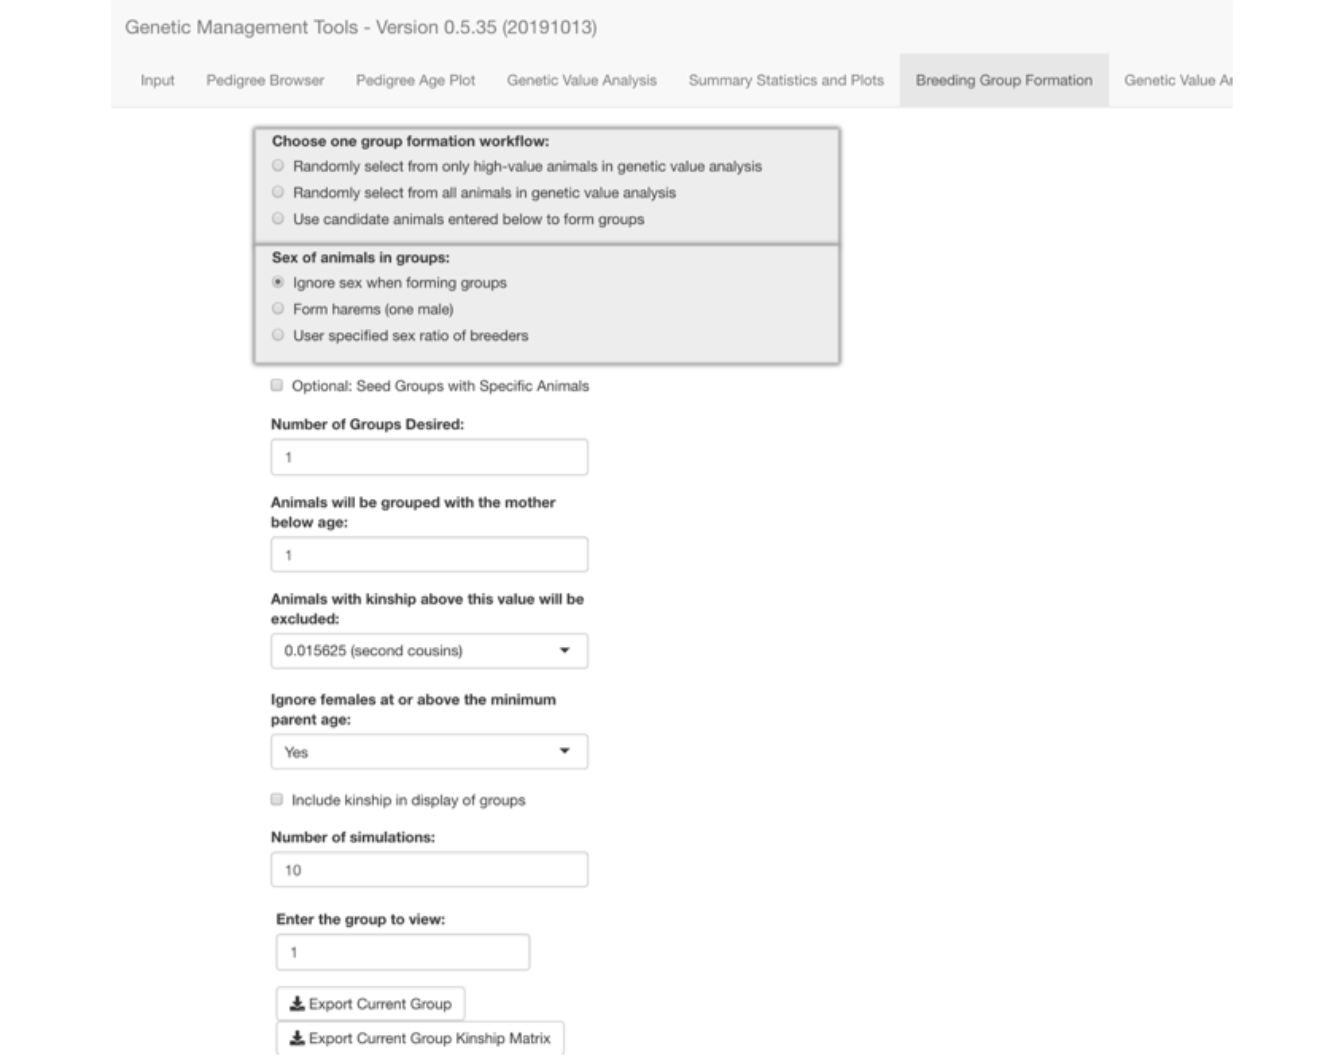 Genetic Management Tools - Version 0.5.35 (20191013)
Input Pedigree Browser Pedigree Age Plot Genetic Value Analysis Summary Statistics and Plots Breeding Group Formation Genetic Value
Choose one group formation workflow:
Randomly select from only high-value animals in genetic value analysis
Randomly select from all animals in genetic value analysis
Use candidate animals entered below to form groups
Sex of animals in groups:
Ignore sex when forming groups
Form harems (one male)
User specified sex ratio of breeders
Optional: Seed Groups with Specific Animals
Number of Groups Desired:
1
Animals will be grouped with the mother
below age:
1
Animals with kinship above this value will be
excluded:
0.015625 (second cousins)
Ignore females at or above the minimum
parent age:
Yes
Include kinship in display of groups
Number of simulations:
10
Enter the group to view:
1
Export Current Group
Export Current Group Kinship Matrix